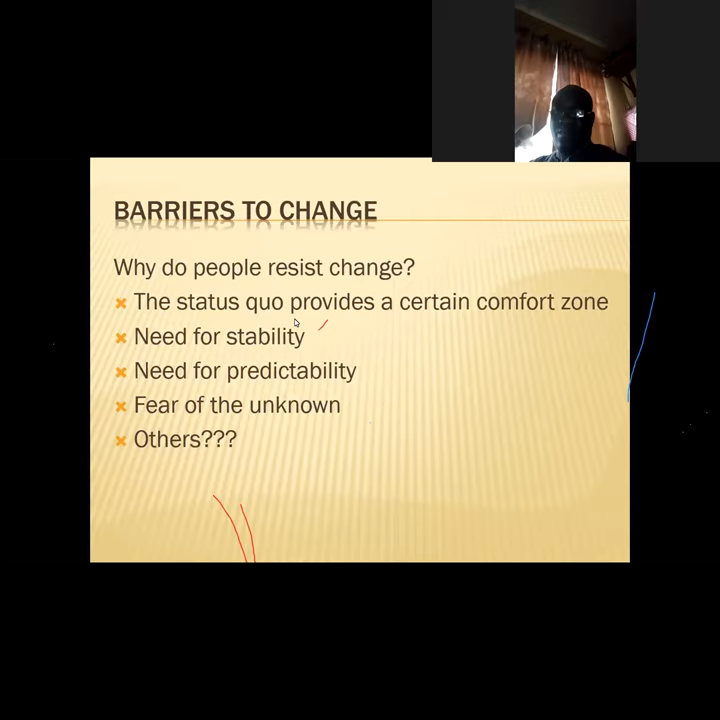 BARRIERS TO CHANGE
Why do people resist change?
The status quo provides a certain comfort zone
Need for stability
Need for predictability
Fear of the unknown
Others???